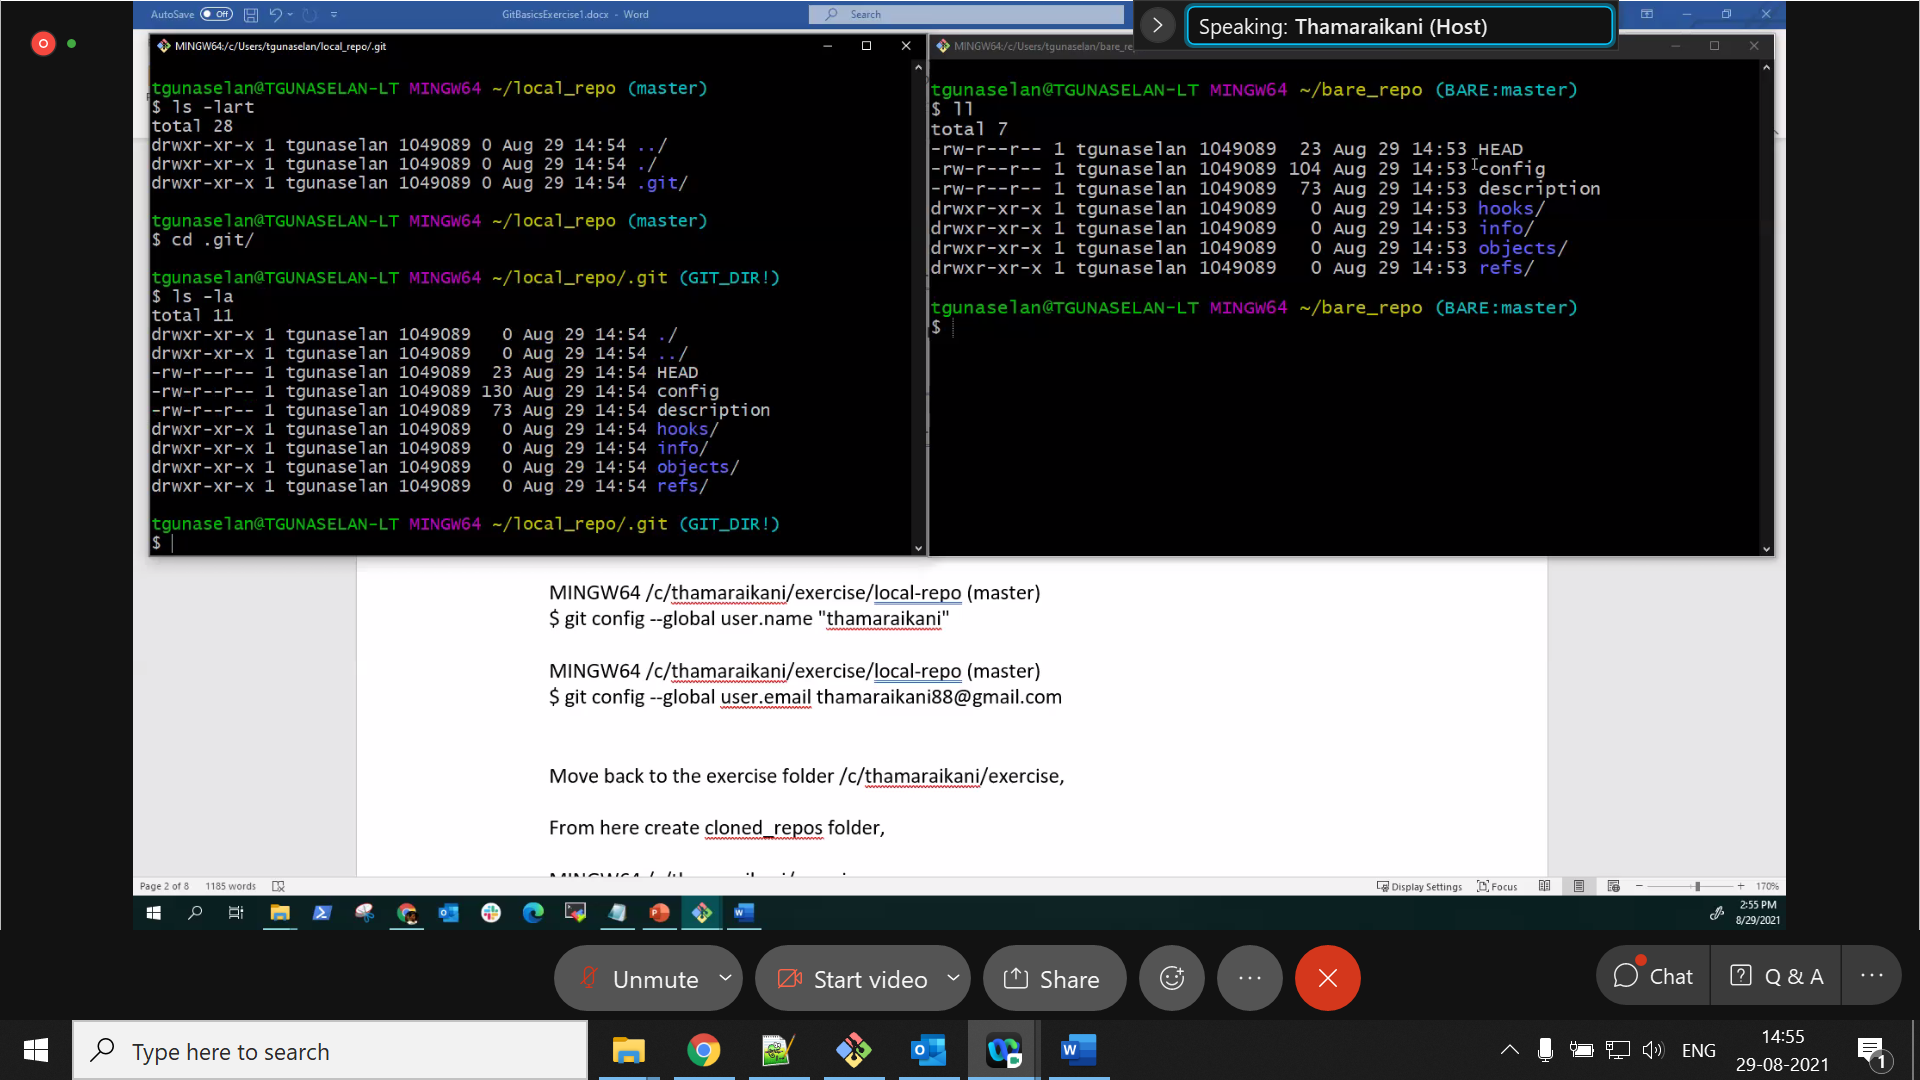 AutoSave Off GitBasicsExercise1.docx - Word Search
Speaking: Thamaraikani (Host)
MINGW64:/c/Users/tgunaselan/local_repo/.git
tgunaselan@TGUNASELAN-LT MINGW64 ~/local_repo (master)
$ ls -lart
total 28
drwxr-xr-x 1 tgunaselan 1049089 0 Aug 29 14:54 ../
drwxr-xr-x 1 tgunaselan 1049089 0 Aug 29 14:54 ./
drwxr-xr-x 1 tgunaselan 1049089 0 Aug 29 14:54 .git/
tgunaselan@TGUNASELAN-LT MINGW64 ~/local_repo (master)
$ cd .git/
tgunaselan@TGUNASELAN-LT MINGW64 ~/local_repo/.git (GIT_DIR!)
$ ls -la
total 11
drwxr-xr-x 1 tgunaselan 1049089 0 Aug 29 14:54 ./
drwxr-xr-x 1 tgunaselan 1049089 0 Aug 29 14:54 ../
-rw-r--r-- 1 tgunaselan 1049089 23 Aug 29 14:54 HEAD
-rw-r--r-- 1 tgunaselan 1049089 130 Aug 29 14:54 config
-rw-r--r-- 1 tgunaselan 1049089 73 Aug 29 14:54 description
drwxr-xr-x 1 tgunaselan 1049089 0 Aug 29 14:54 hooks/
drwxr-xr-x 1 tgunaselan 1049089 0 Aug 29 14:54 info/
drwxr-xr-x 1 tgunaselan 1049089 0 Aug 29 14:54 objects/
drwxr-xr-x 1 tgunaselan 1049089 0 Aug 29 14:54 refs/
tgunaselan@TGUNASELAN-LT MINGW64 ~/local_repo/.git (GIT_DIR!)
$
MINGW64:/c/Users/tgunaselan/bare_re
tgunaselan@TGUNASELAN-LT MINGW64 ~/bare_repo (BARE:master)
$ ll
total 7
-rw-r--r-- 1 tgunaselan 1049089 23 Aug 29 14:53 HEAD
-rw-r--r-- 1 tgunaselan 1049089 104 Aug 29 14:53 config
-rw-r--r-- 1 tgunaselan 1049089 73 Aug 29 14:53 description
drwxr-xr-x 1 tgunaselan 1049089 0 Aug 29 14:53 hooks/
drwxr-xr-x 1 tgunaselan 1049089 0 Aug 29 14:53 info/
drwxr-xr-x 1 tgunaselan 1049089 0 Aug 29 14:53 objects/
drwxr-xr-x 1 tgunaselan 1049089 0 Aug 29 14:53 refs/
tgunaselan@TGUNASELAN-LT MINGW64 ~/bare_repo (BARE:master)
$
MINGW64 /c/thamaraikani/exercise/local-repo (master)
$ git config --global user.name "thamaraikani"
MINGW64 /c/thamaraikani/exercise/local-repo (master)
$ git config --global user.email thamaraikani88@gmail.com
Move back to the exercise folder /c/thamaraikani/exercise,
From here create cloned_repos folder,
Page 2 of 8 1185 words Display Settings Focus 170%
2:55 PM
8/29/2021
Unmute Start video Share Chat Q & A
Type here to search
ENG
14:55
29-08-2021
1